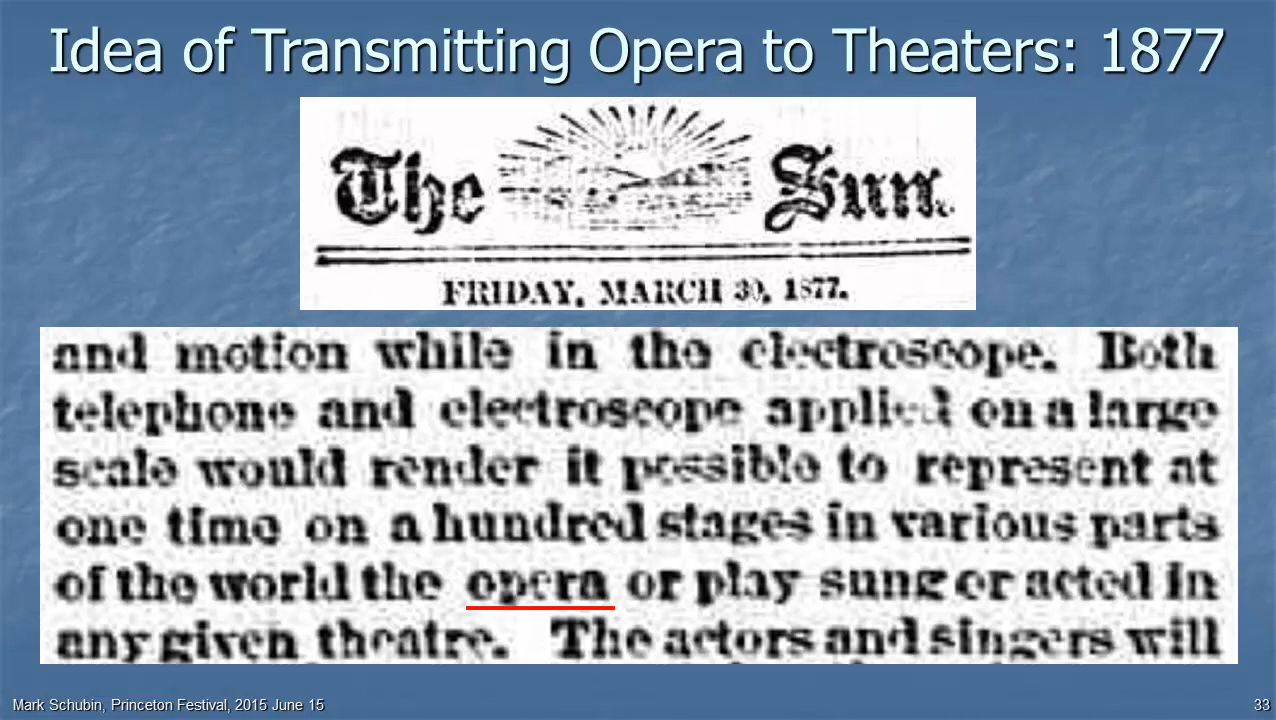 Idea of Transmitting Opera to Theaters: 1877
The Sun.
FRIDAY, MARCH 30, 1877.
and motion while in the electroscope. Both
telephone and electroscope applied on a large
scale would render it possible to represent at
one time on a hundred stages in various parts
of the world the opera or play sung or acted in
any given theatre. The actors and singers will
Mark Schubin, Princeton Festival, 2015 June 15
33